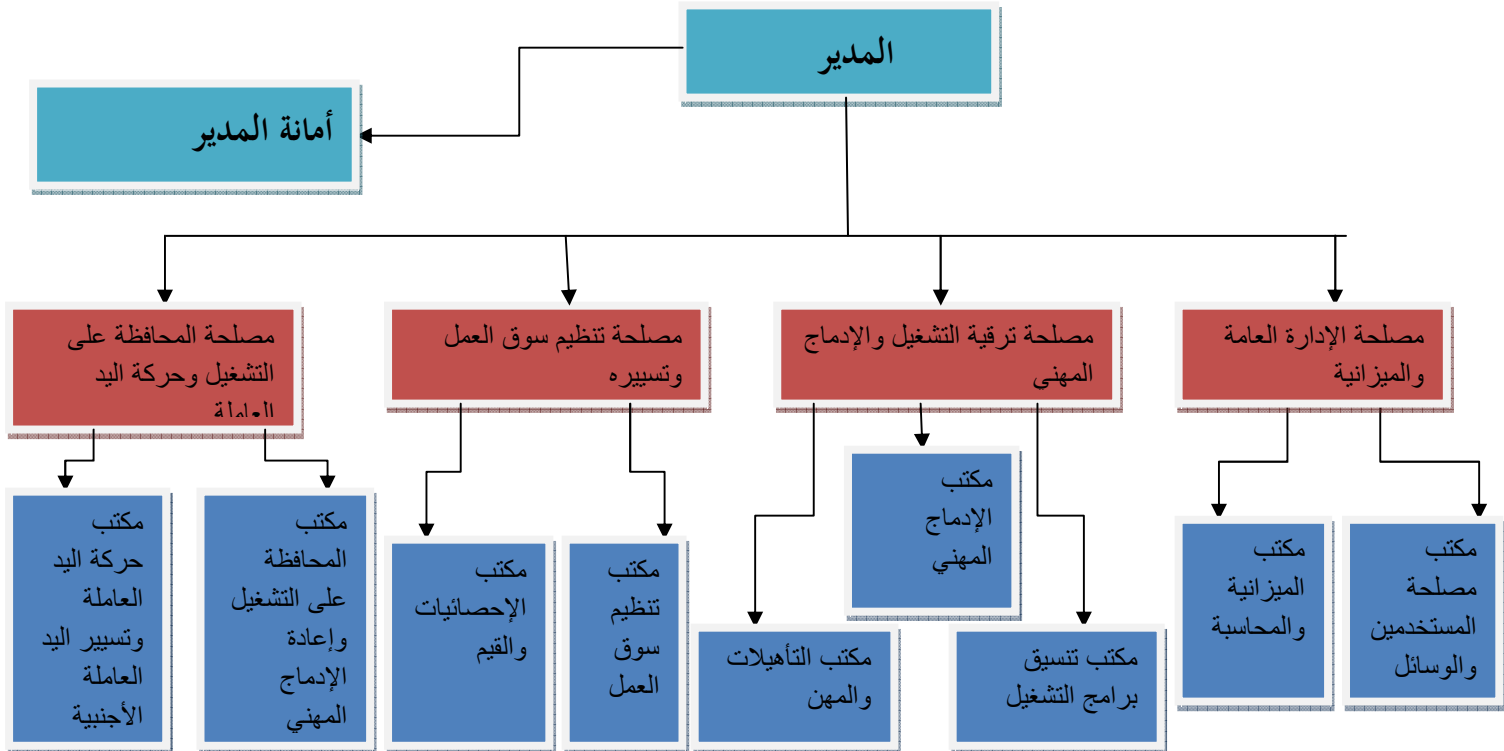 المدير
أمانة المدير
مصلحة الإدارة العامة
والميزانية
مصلحة ترقية التشغيل والإدماج
المهني
مصلحة تنظيم سوق العمل
وتسييره
مصلحة المحافظة على
التشغيل وحركة اليد
العاملة
مكتب
مصلحة
المستخدمين
والوسائل
مكتب
الميزانية
والمحاسبة
مكتب تنسيق
برامج التشغيل
مكتب
الإدماج
المهني
مكتب التأهيلات
والمهن
مكتب
تنظيم
سوق
العمل
مكتب
الإحصائيات
والقيم
مكتب
المحافظة
على التشغيل
وإعادة
الإدماج
المهني
مكتب
حركة اليد
العاملة
وتسيير اليد
العاملة
الأجنبية